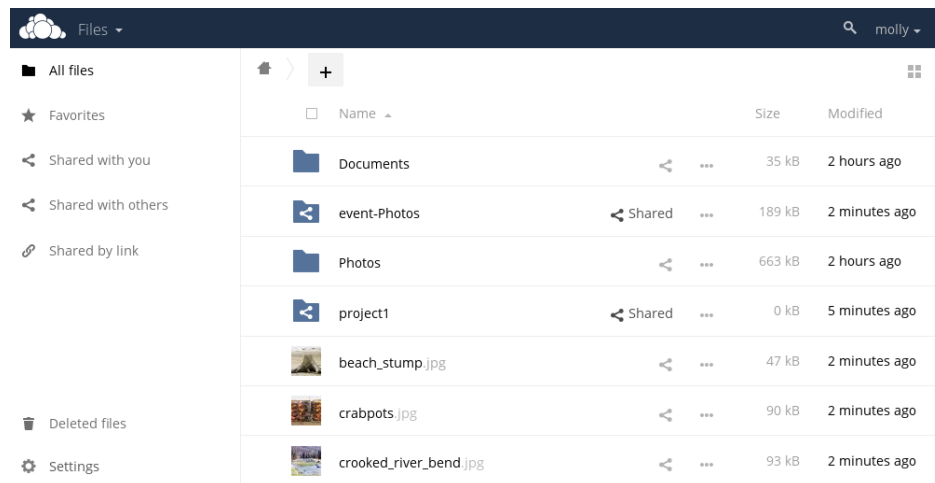 Files
molly
All files
Favorites
Shared with you
Shared with others
Shared by link
Deleted files
Settings
+
Name Size Modified
Documents 35 kB 2 hours ago
event-Photos Shared 189 kB 2 minutes ago
Photos 663 kB 2 hours ago
project1 Shared 0 kB 5 minutes ago
beach_stump.jpg 47 kB 2 minutes ago
crabpots.jpg 90 kB 2 minutes ago
crooked_river_bend.jpg 93 kB 2 minutes ago